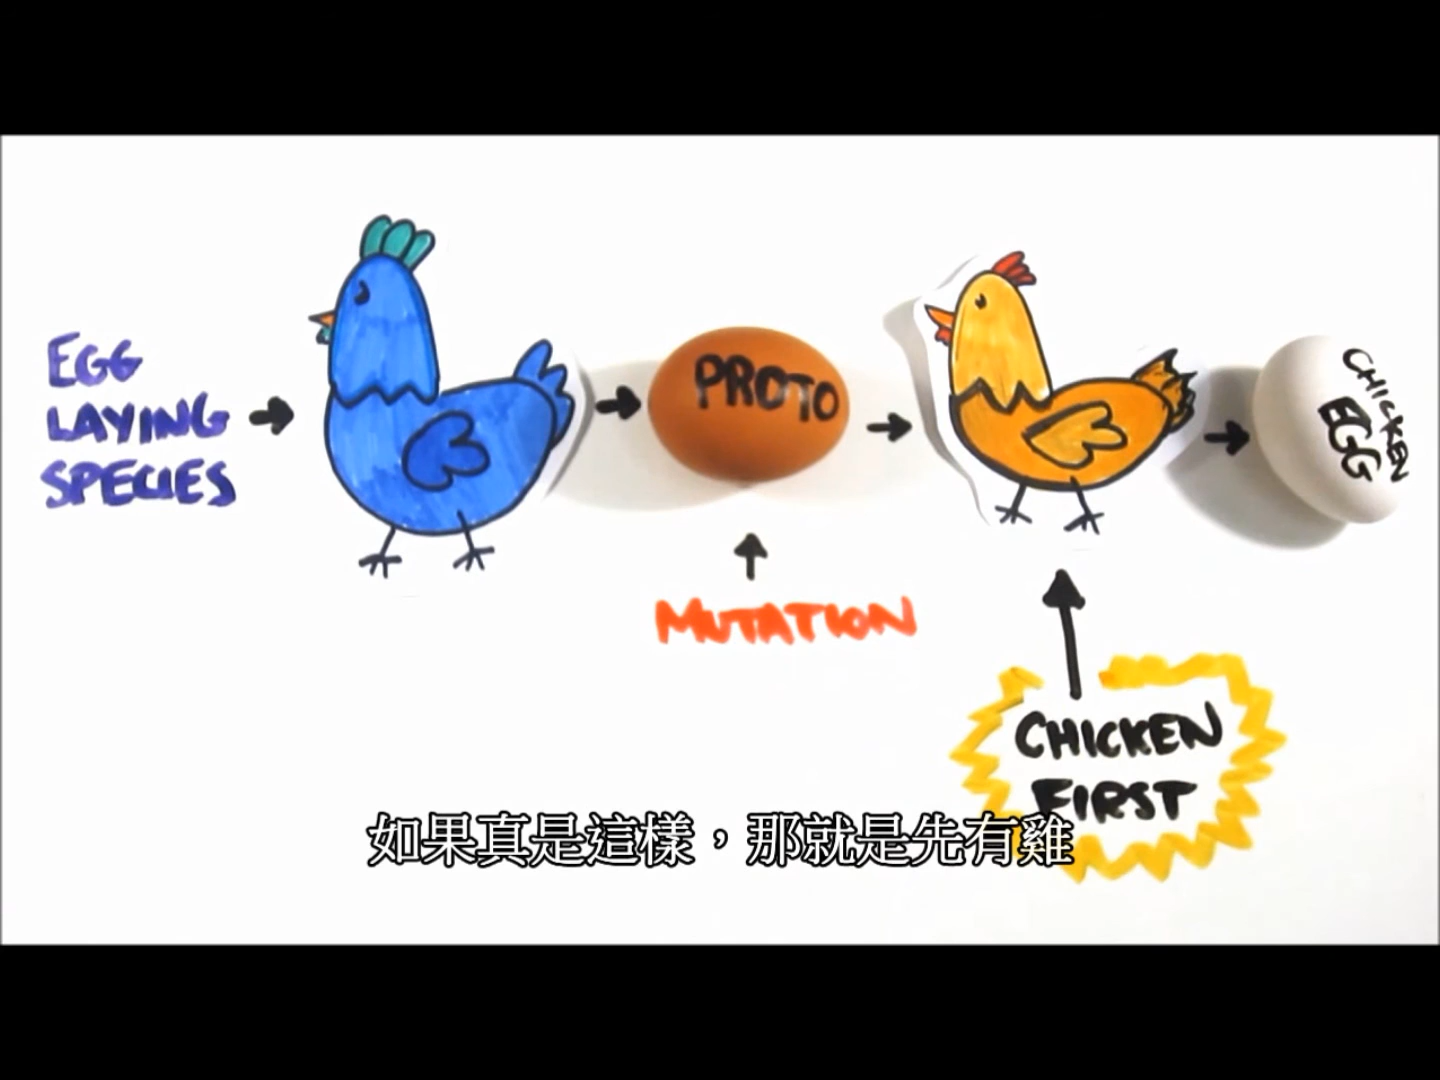 EGG
LAYING
SPECIES
PROTO
CHICKEN
EGG
MUTATION
CHICKEN
FIRST
如果真是這樣，那就是先有雞